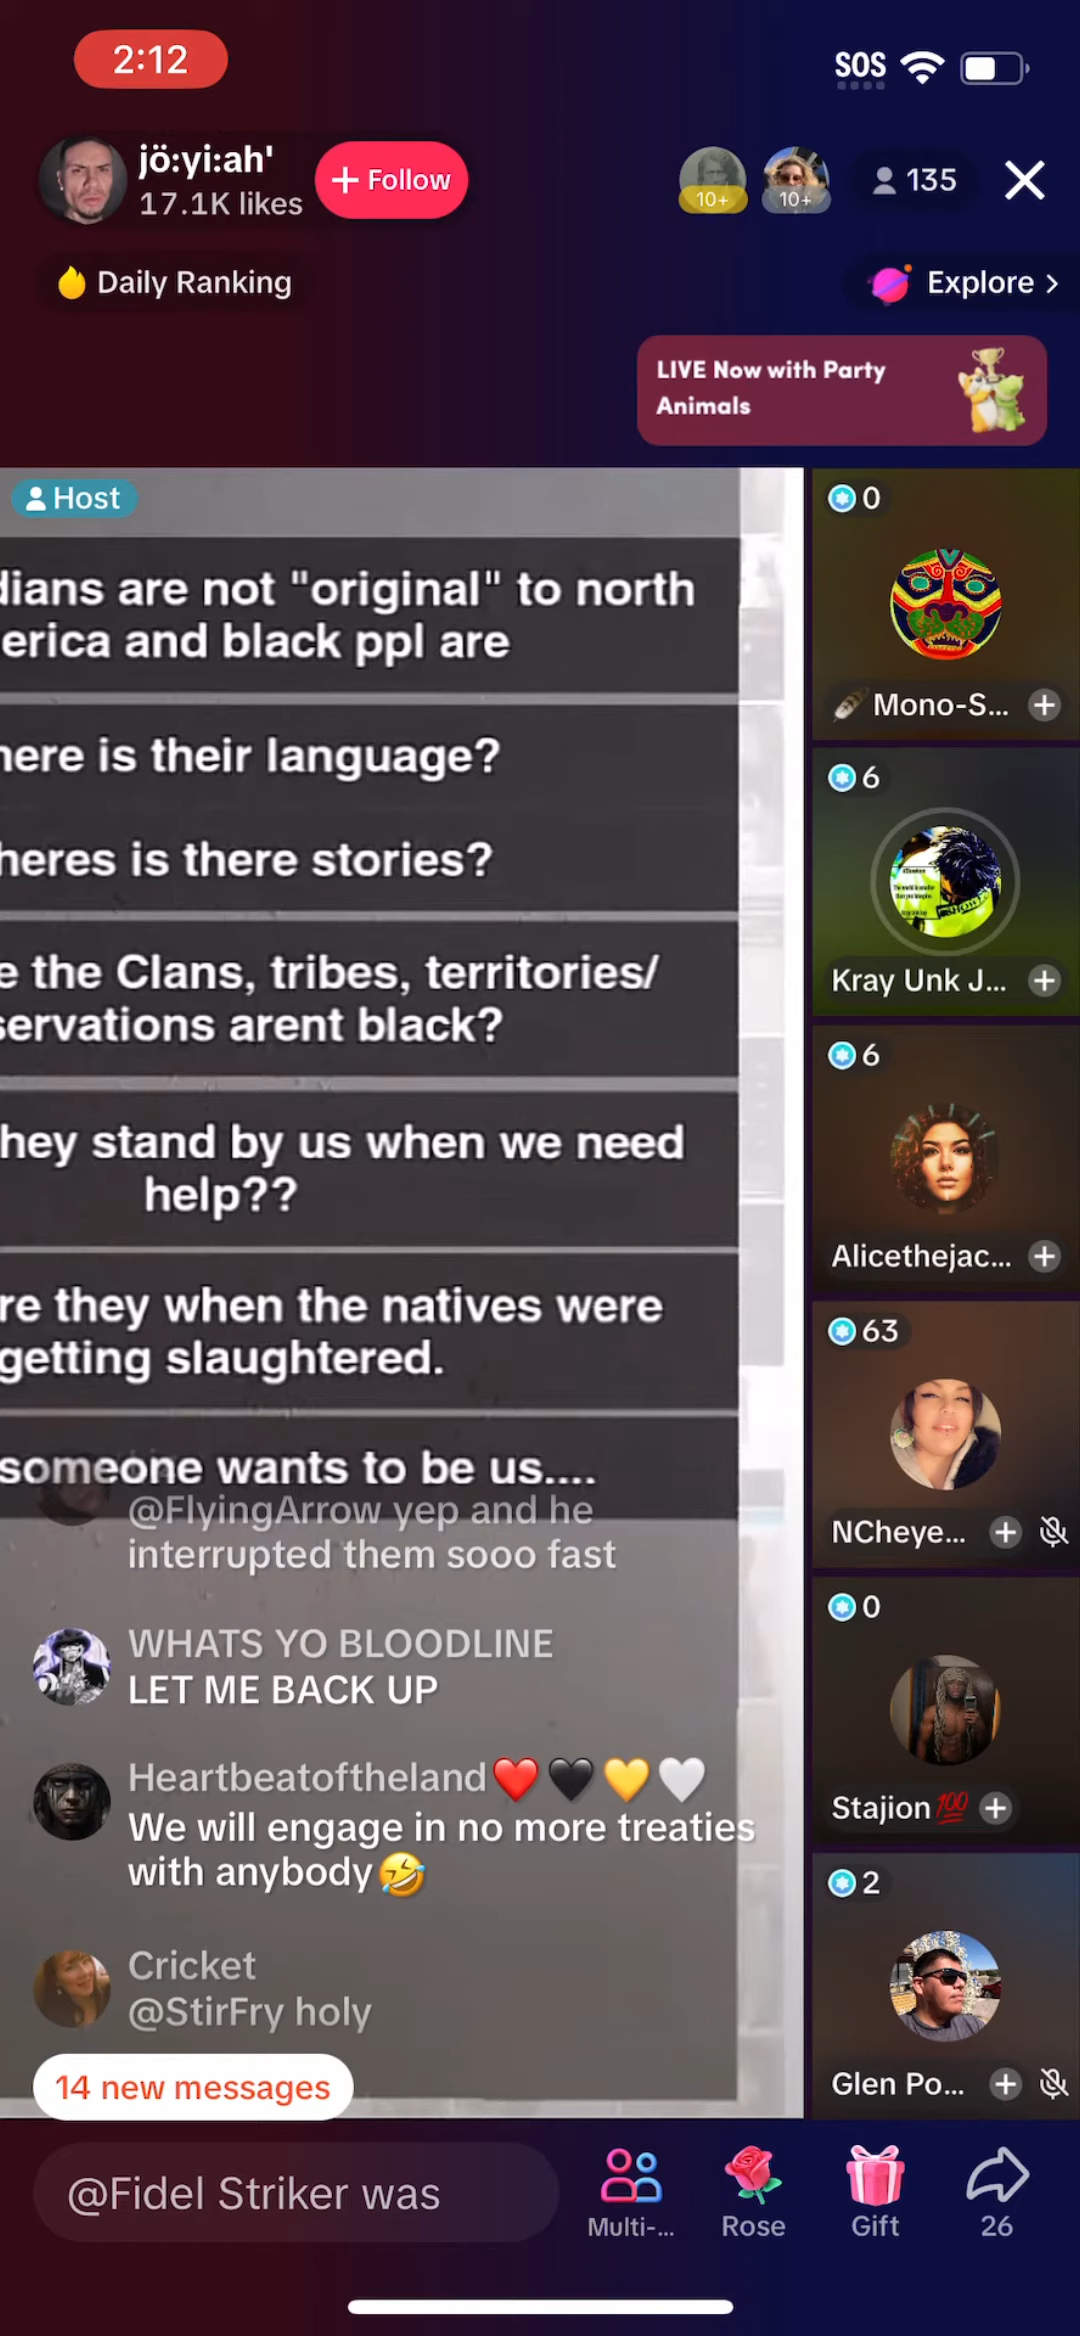 2:12
SOS
jö:yi:ah'
17.1K likes
+ Follow
10+
10+
135
Daily Ranking
Explore >
LIVE Now with Party
Animals
Host
dians are not "original" to north
erica and black ppl are
here is their language?
heres is there stories?
e the Clans, tribes, territories/
servations arent black?
hey stand by us when we need
help??
re they when the natives were
getting slaughtered.
someone wants to be us....
@FlyingArrow yep and he
interrupted them sooo fast
WHATS YO BLOODLINE
LET ME BACK UP
Heartbeatoftheland❤️🖤💛🤍
We will engage in no more treaties
with anybody🤣
Cricket
@StirFry holy
14 new messages
0
Mono-S...
6
Kray Unk J...
6
Alicethejac...
63
NCheye...
0
Stajion💯
2
Glen Po...
@Fidel Striker was
Multi-...
Rose
Gift
26